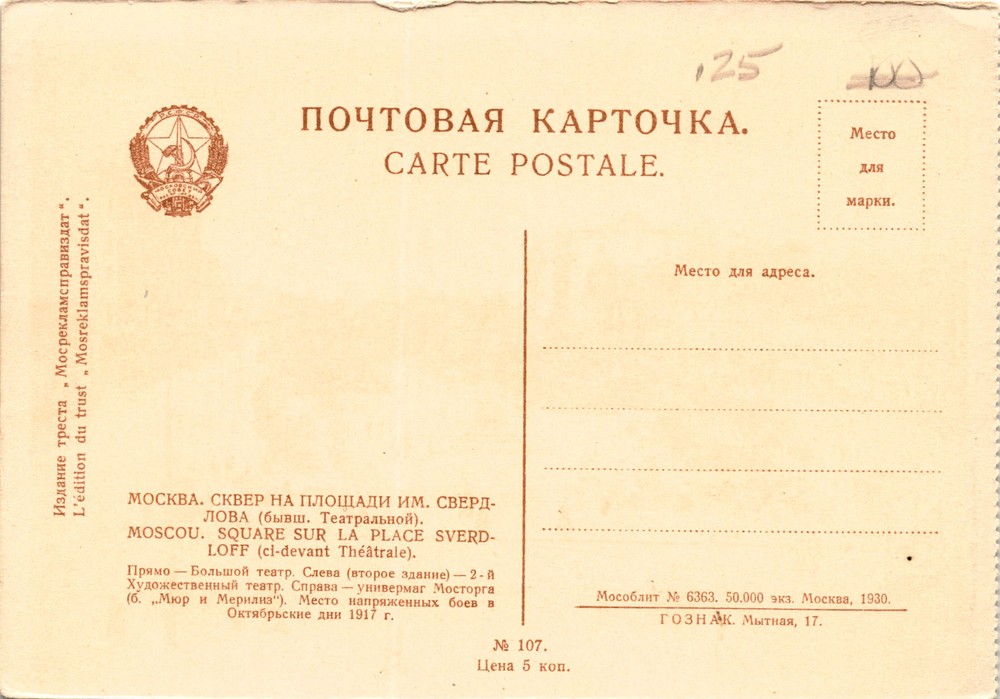 ,25
100
ПОЧТОВАЯ КАРТОЧКА.
CARTE POSTALE.
Р.С.Ф.С.Р.
МОСКОВСКИЙ
СОВЕТ
Место
для
марки.
Место для адреса.
Издание треста „Мосрекламсправиздат“.
L'édition du trust „Mosreklamspravisdat“.
МОСКВА. СКВЕР НА ПЛОЩАДИ ИМ. СВЕРД-
ЛОВА (бывш. Театральной).
MOSCOU. SQUARE SUR LA PLACE SVERD-
LOFF (ci-devant Théâtrale).
Прямо — Большой театр. Слева (второе здание) — 2-й
Художественный театр. Справа — универмаг Мосторга
(б. „Мюр и Мерилиз“). Место напряженных боев в
Октябрьские дни 1917 г.
Мособлит № 6363. 50.000 экз. Москва, 1930.
ГОЗНАК. Мытная, 17.
№ 107.
Цена 5 коп.